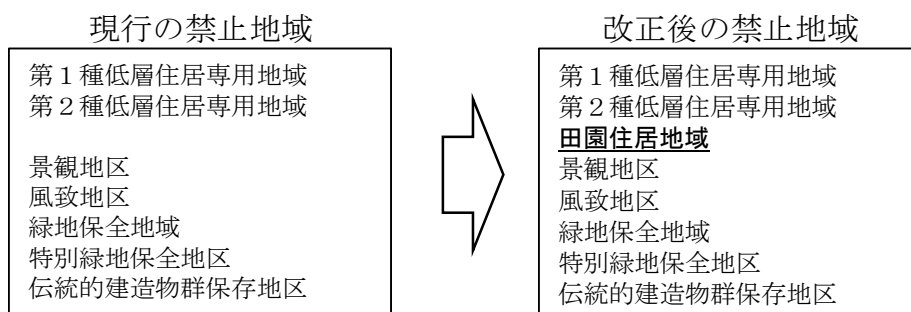 現行の禁止地域
第１種低層住居専用地域
第２種低層住居専用地域
景観地区
風致地区
緑地保全地域
特別緑地保全地区
伝統的建造物群保存地区
改正後の禁止地域
第１種低層住居専用地域
第２種低層住居専用地域
田園住居地域
景観地区
風致地区
緑地保全地域
特別緑地保全地区
伝統的建造物群保存地区